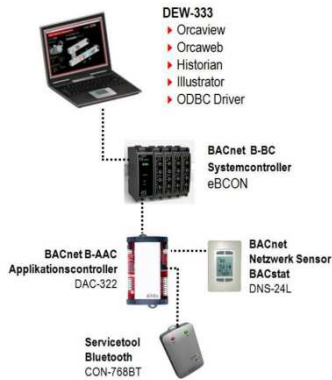 DEW-333
Orcaview
Orcaweb
Historian
Illustrator
ODBC Driver
BACnet B-BC
Systemcontroller
eBCON
BACnet B-AAC
Applikationscontroller
DAC-322
BACnet
Netzwerk Sensor
BACstat
DNS-24L
Servicetool
Bluetooth
CON-768BT